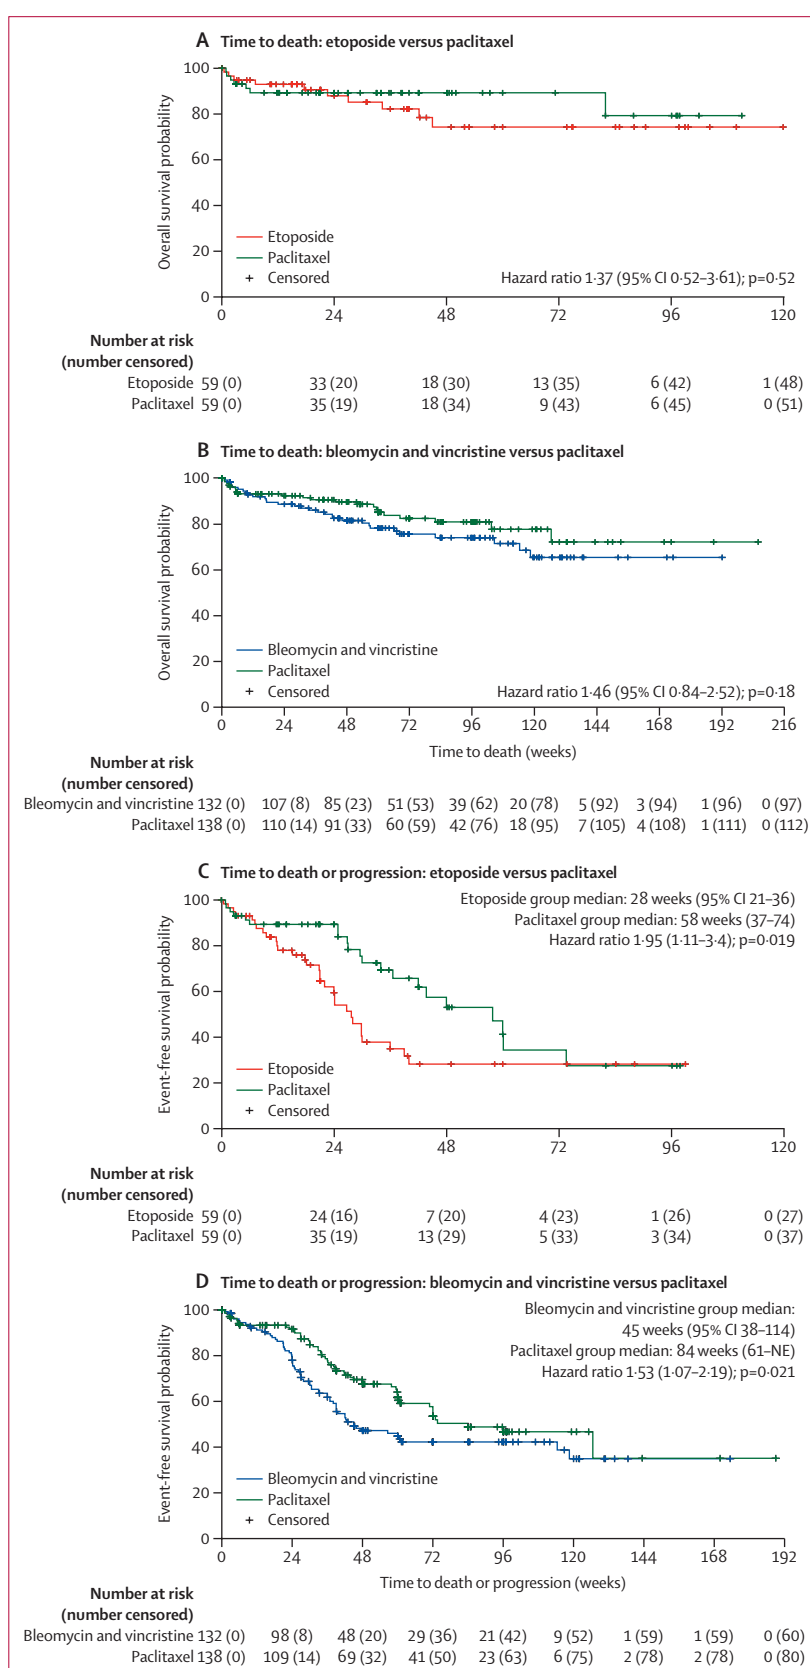 A Time to death: etoposide versus paclitaxel
100
80
60
40
20
0
Overall survival probability
Etoposide
Paclitaxel
Censored
Hazard ratio 1·37 (95% CI 0·52–3·61); p=0·52
0 24 48 72 96 120
Number at risk
(number censored)
Etoposide 59 (0) 33 (20) 18 (30) 13 (35) 6 (42) 1 (48)
Paclitaxel 59 (0) 35 (19) 18 (34) 9 (43) 6 (45) 0 (51)
B Time to death: bleomycin and vincristine versus paclitaxel
100
80
60
40
20
0
Overall survival probability
Bleomycin and vincristine
Paclitaxel
Censored
Hazard ratio 1·46 (95% CI 0·84–2·52); p=0·18
0 24 48 72 96 120 144 168 192 216
Time to death (weeks)
Number at risk
(number censored)
Bleomycin and vincristine 132 (0) 107 (8) 85 (23) 51 (53) 39 (62) 20 (78) 5 (92) 3 (94) 1 (96) 0 (97)
Paclitaxel 138 (0) 110 (14) 91 (33) 60 (59) 42 (76) 18 (95) 7 (105) 4 (108) 1 (111) 0 (112)
C Time to death or progression: etoposide versus paclitaxel
Etoposide group median: 28 weeks (95% CI 21–36)
Paclitaxel group median: 58 weeks (37–74)
Hazard ratio 1·95 (1·11–3·4); p=0·019
100
80
60
40
20
0
Event-free survival probability
Etoposide
Paclitaxel
Censored
0 24 48 72 96 120
Number at risk
(number censored)
Etoposide 59 (0) 24 (16) 7 (20) 4 (23) 1 (26) 0 (27)
Paclitaxel 59 (0) 35 (19) 13 (29) 5 (33) 3 (34) 0 (37)
D Time to death or progression: bleomycin and vincristine versus paclitaxel
Bleomycin and vincristine group median:
45 weeks (95% CI 38–114)
Paclitaxel group median: 84 weeks (61–NE)
Hazard ratio 1·53 (1·07–2·19); p=0·021
100
80
60
40
20
0
Event-free survival probability
Bleomycin and vincristine
Paclitaxel
Censored
0 24 48 72 96 120 144 168 192
Time to death or progression (weeks)
Number at risk
(number censored)
Bleomycin and vincristine 132 (0) 98 (8) 48 (20) 29 (36) 21 (42) 9 (52) 1 (59) 1 (59) 0 (60)
Paclitaxel 138 (0) 109 (14) 69 (32) 41 (50) 23 (63) 6 (75) 2 (78) 2 (78) 0 (80)